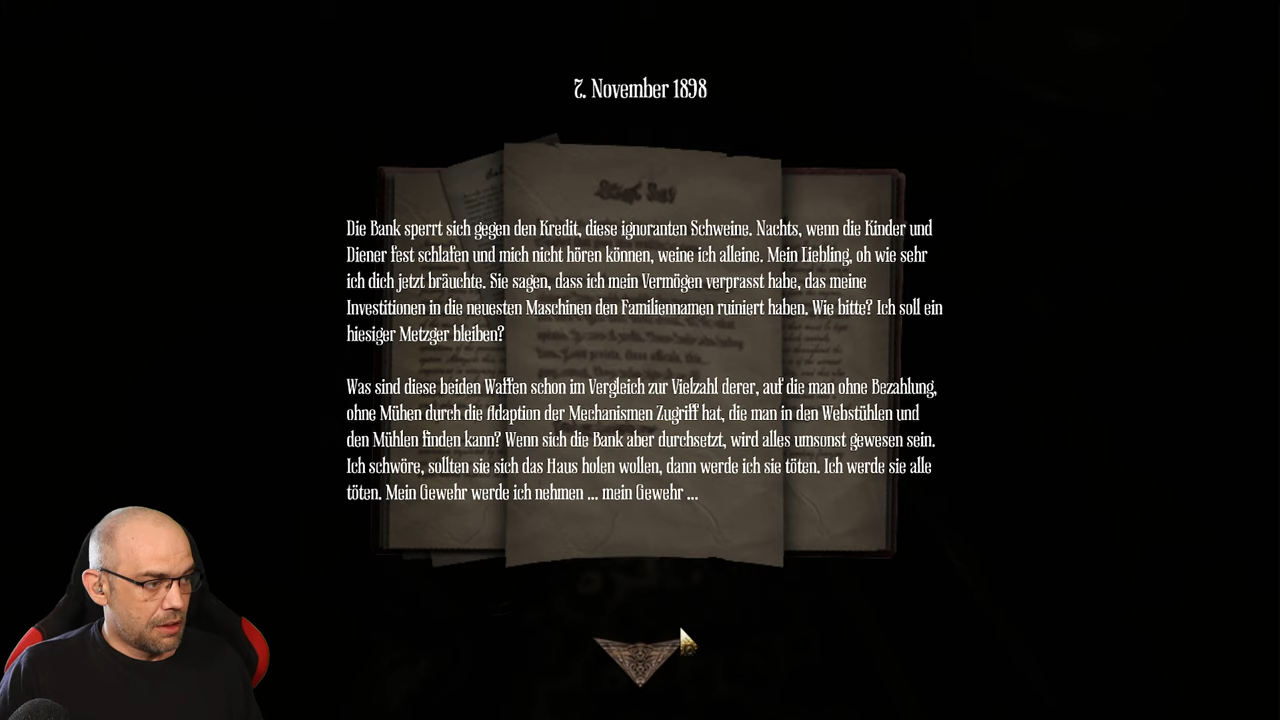 7. November 1898
Die Bank sperrt sich gegen den Kredit, diese ignoranten Schweine. Nachts, wenn die Kinder und
Diener fest schlafen und mich nicht hören können, weine ich alleine. Mein Liebling, oh wie sehr
ich dich jetzt bräuchte. Sie sagen, dass ich mein Vermögen verprasst habe, das meine
Investitionen in die neuesten Maschinen den Familiennamen ruiniert haben. Wie bitte? Ich soll ein
hiesiger Metzger bleiben?
Was sind diese beiden Waffen schon im Vergleich zur Vielzahl derer, auf die man ohne Bezahlung,
ohne Mühen durch die Adaption der Mechanismen Zugriff hat, die man in den Webstühlen und
den Mühlen finden kann? Wenn sich die Bank aber durchsetzt, wird alles umsonst gewesen sein.
Ich schwöre, sollten sie sich das Haus holen wollen, dann werde ich sie töten. Ich werde sie alle
töten. Mein Gewehr werde ich nehmen ... mein Gewehr ...